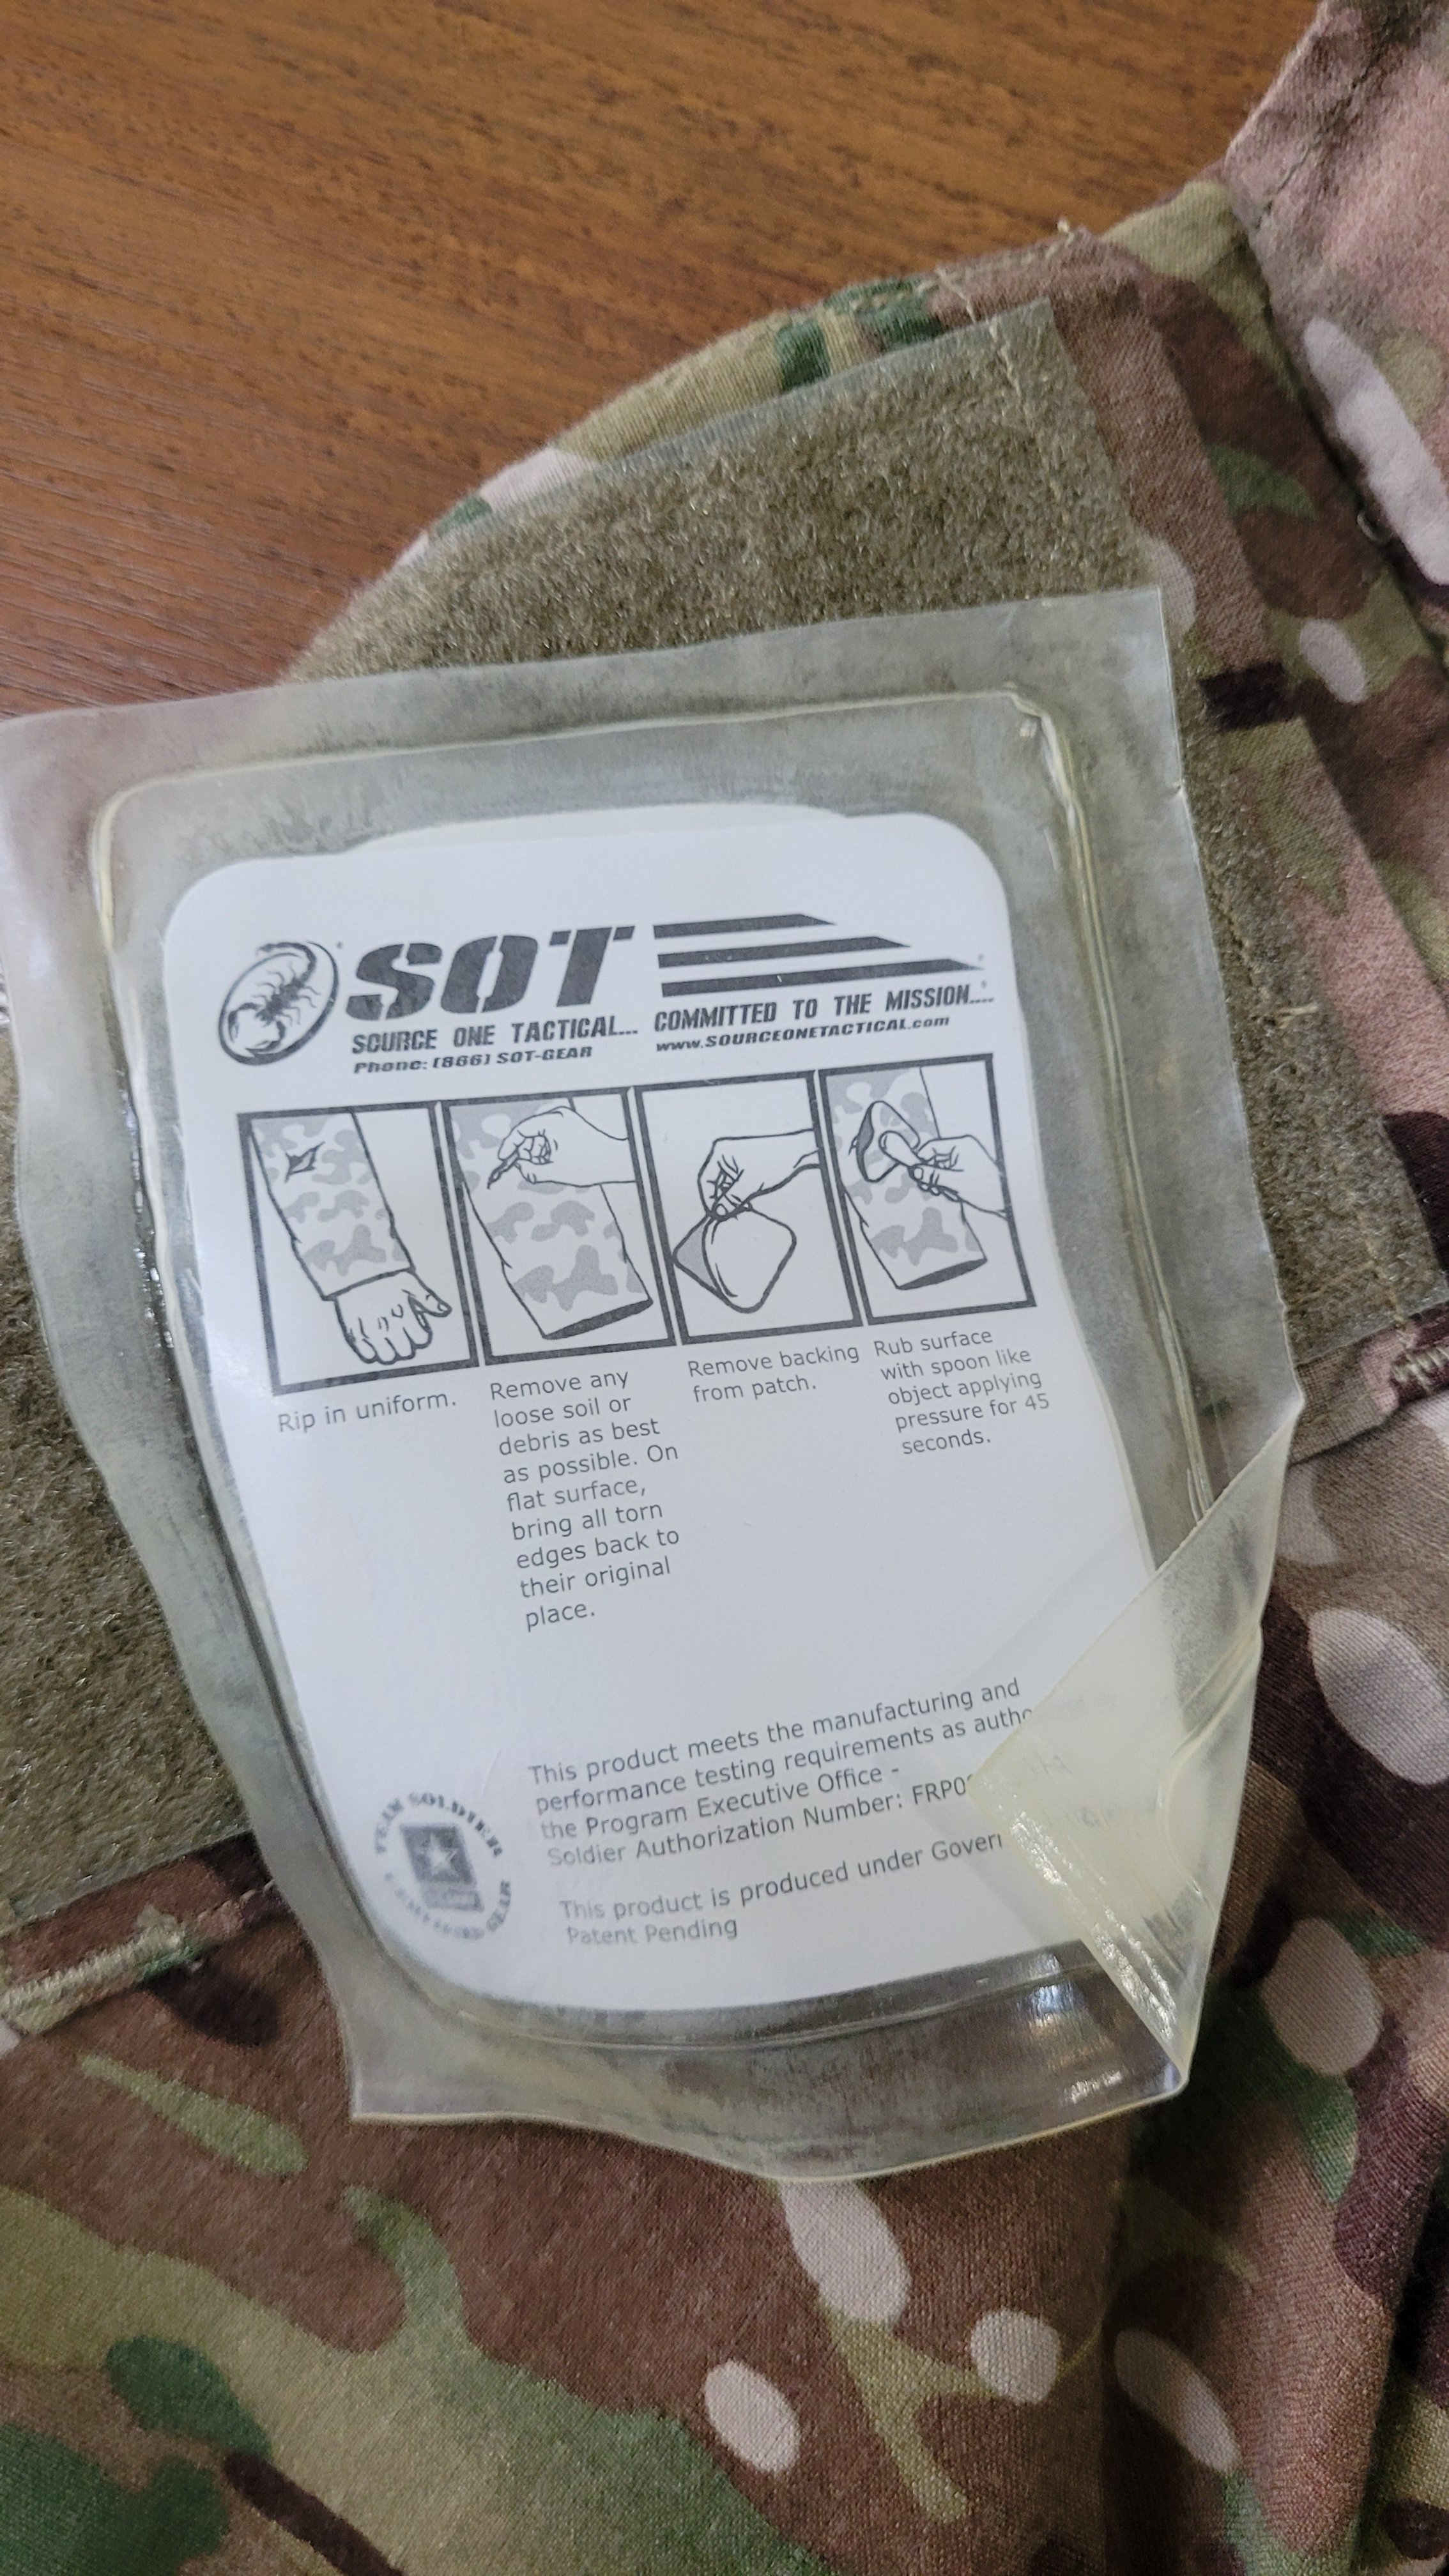 SOT
SOURCE ONE TACTICAL... COMMITTED TO THE MISSION....
Phone: (866) SOT-GEAR www.SOURCEONETACTICAL.com
Rip in uniform.
Remove any
loose soil or
debris as best
as possible. On
flat surface,
bring all torn
edges back to
their original
place.
Remove backing
from patch.
Rub surface
with spoon like
object applying
pressure for 45
seconds.
This product meets the manufacturing and
performance testing requirements as
the Program Executive Office -
Soldier Authorization Number:
This product is produced under
Patent Pending
TEAM SOLDIER
GEAR